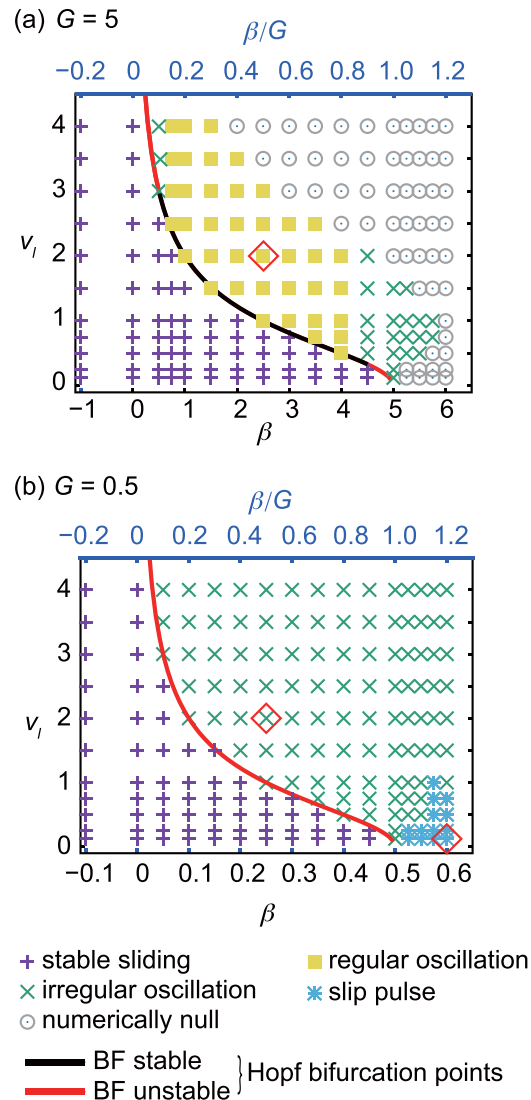 (a) G = 5
β/G
−0.2 0 0.2 0.4 0.6 0.8 1.0 1.2
4
3
v_l
2
1
0
−1 0 1 2 3 4 5 6
β
(b) G = 0.5
β/G
−0.2 0 0.2 0.4 0.6 0.8 1.0 1.2
4
3
v_l
2
1
0
−0.1 0 0.1 0.2 0.3 0.4 0.5 0.6
β
stable sliding regular oscillation
irregular oscillation slip pulse
numerically null
BF stable
BF unstable
Hopf bifurcation points